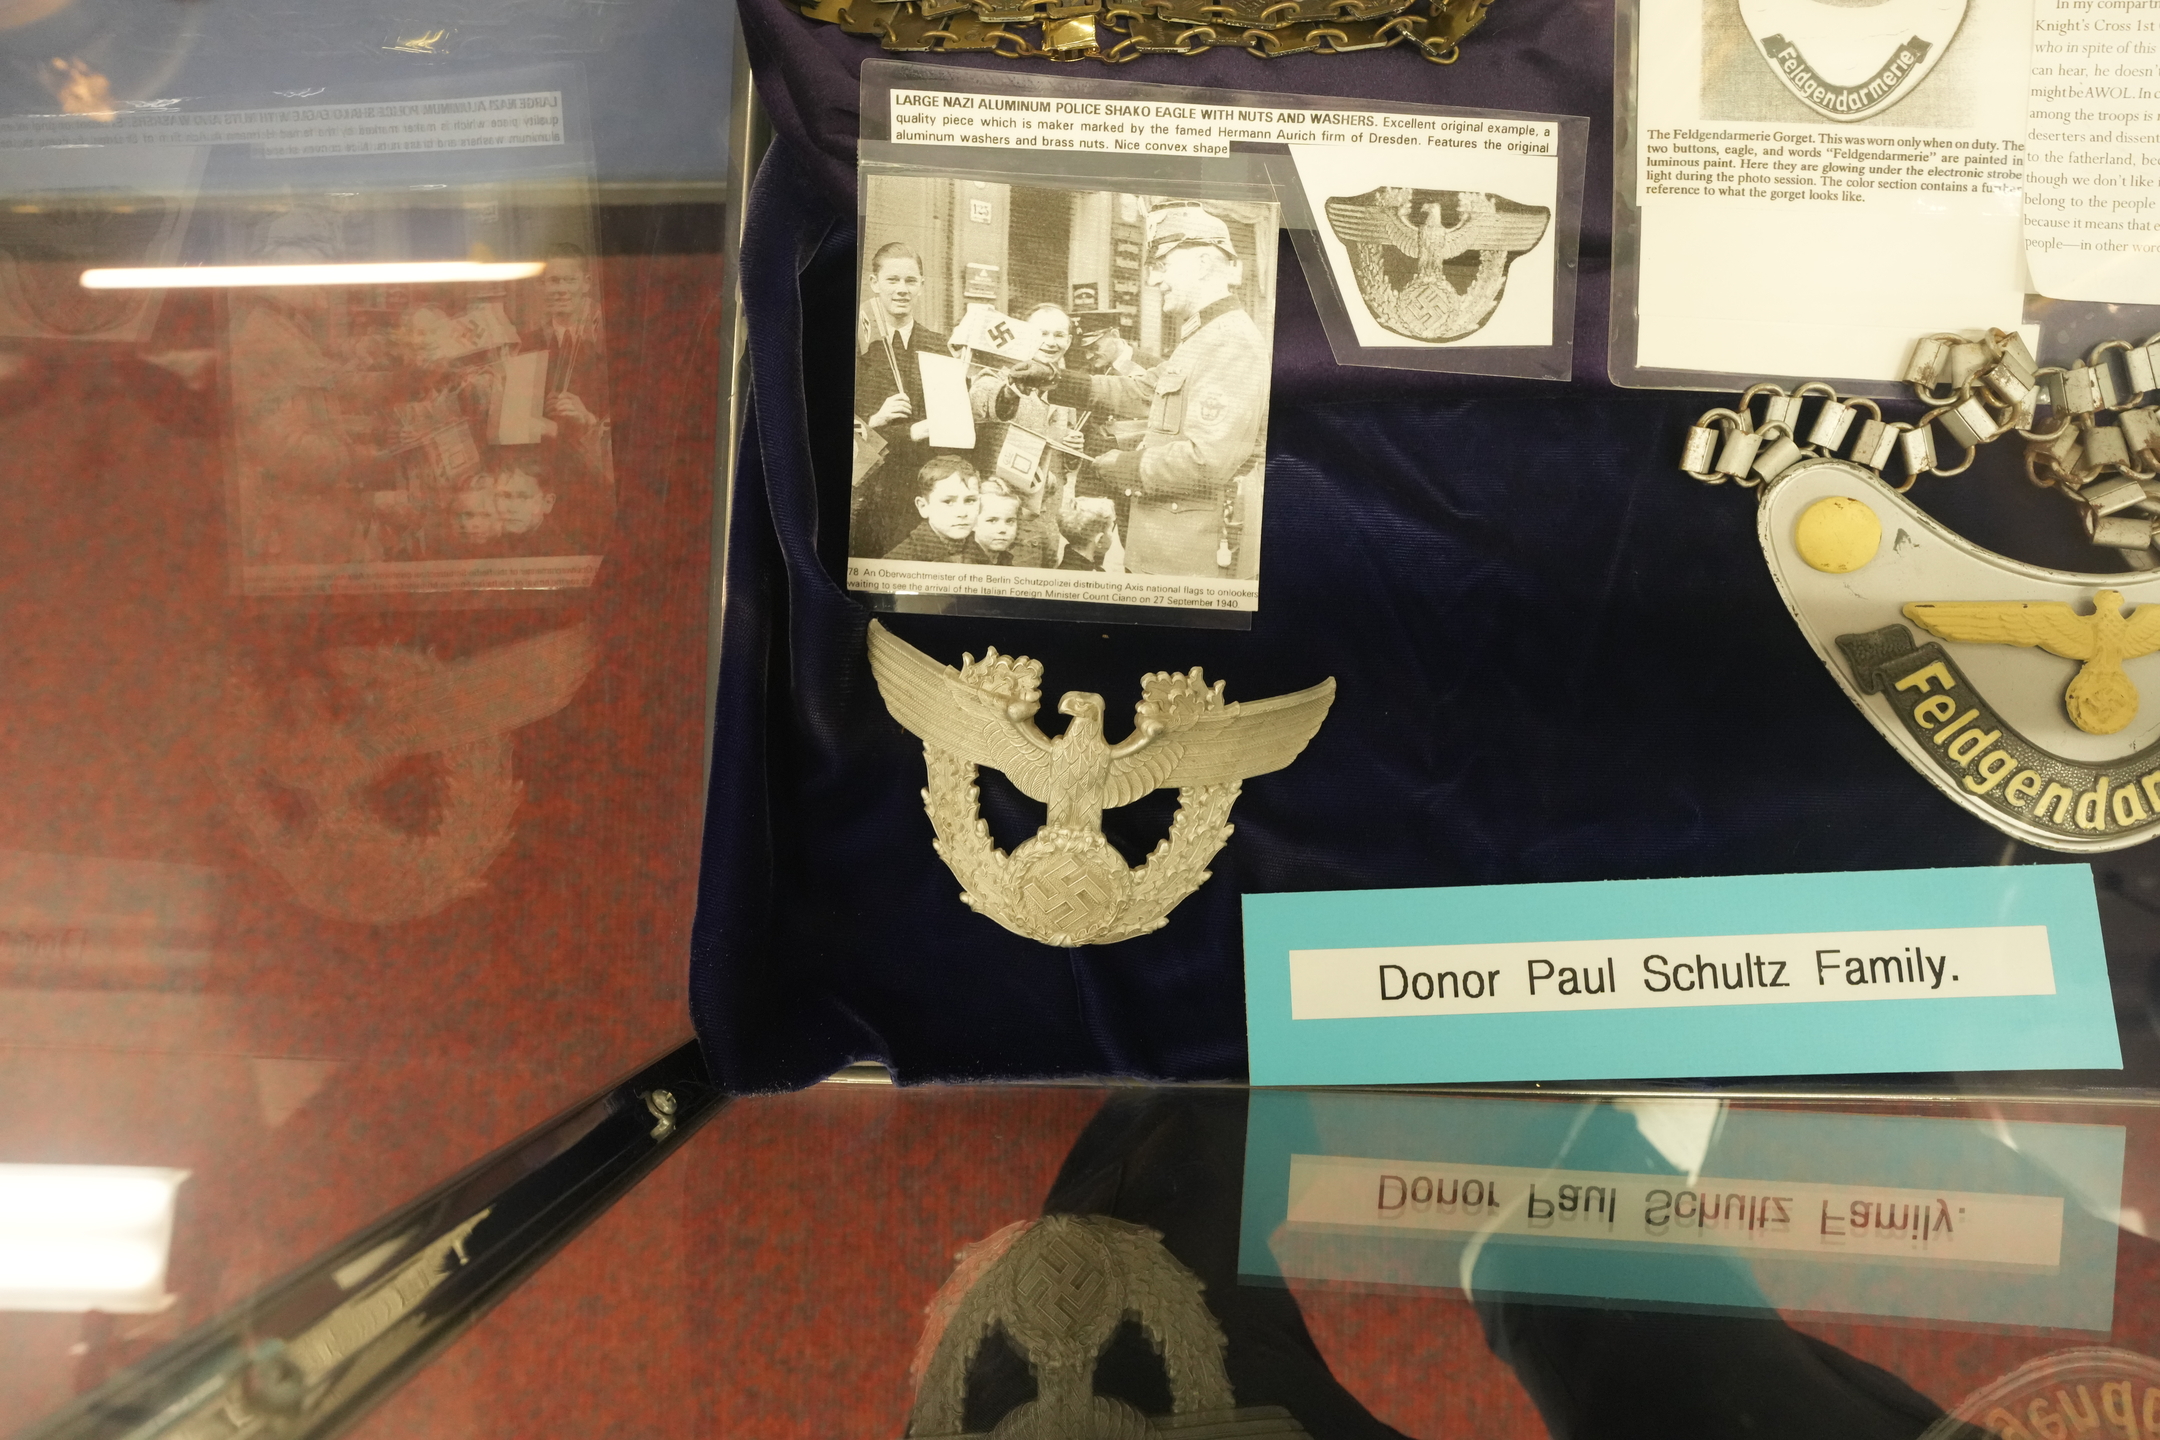 LARGE NAZI ALUMINUM POLICE SHAKO EAGLE WITH NUTS AND WASHERS. Excellent original example, a
quality piece which is maker marked by the famed Hermann Aurich firm of Dresden. Features the original
aluminum washers and brass nuts. Nice convex shape
78 An Oberwachtmeister of the Berlin Schutzpolizei distributing Axis national flags to onlookers
waiting to see the arrival of the Italian Foreign Minister Count Ciano on 27 September 1940
Feldgendarmerie
The Feldgendarmerie Gorget. This was worn only when on duty. The
two buttons, eagle, and words “Feldgendarmerie” are painted in
luminous paint. Here they are glowing under the electronic strobe
light during the photo session. The color section contains a further
reference to what the gorget looks like.
In my compartm
Knight's Cross 1st
who in spite of this
can hear, he doesn't
might be AWOL. In c
among the troops is
deserters and dissent
to the fatherland, bec
though we don't like
belong to the people
because it means that e
people—in other word
Feldgendar
Donor Paul Schultz Family.